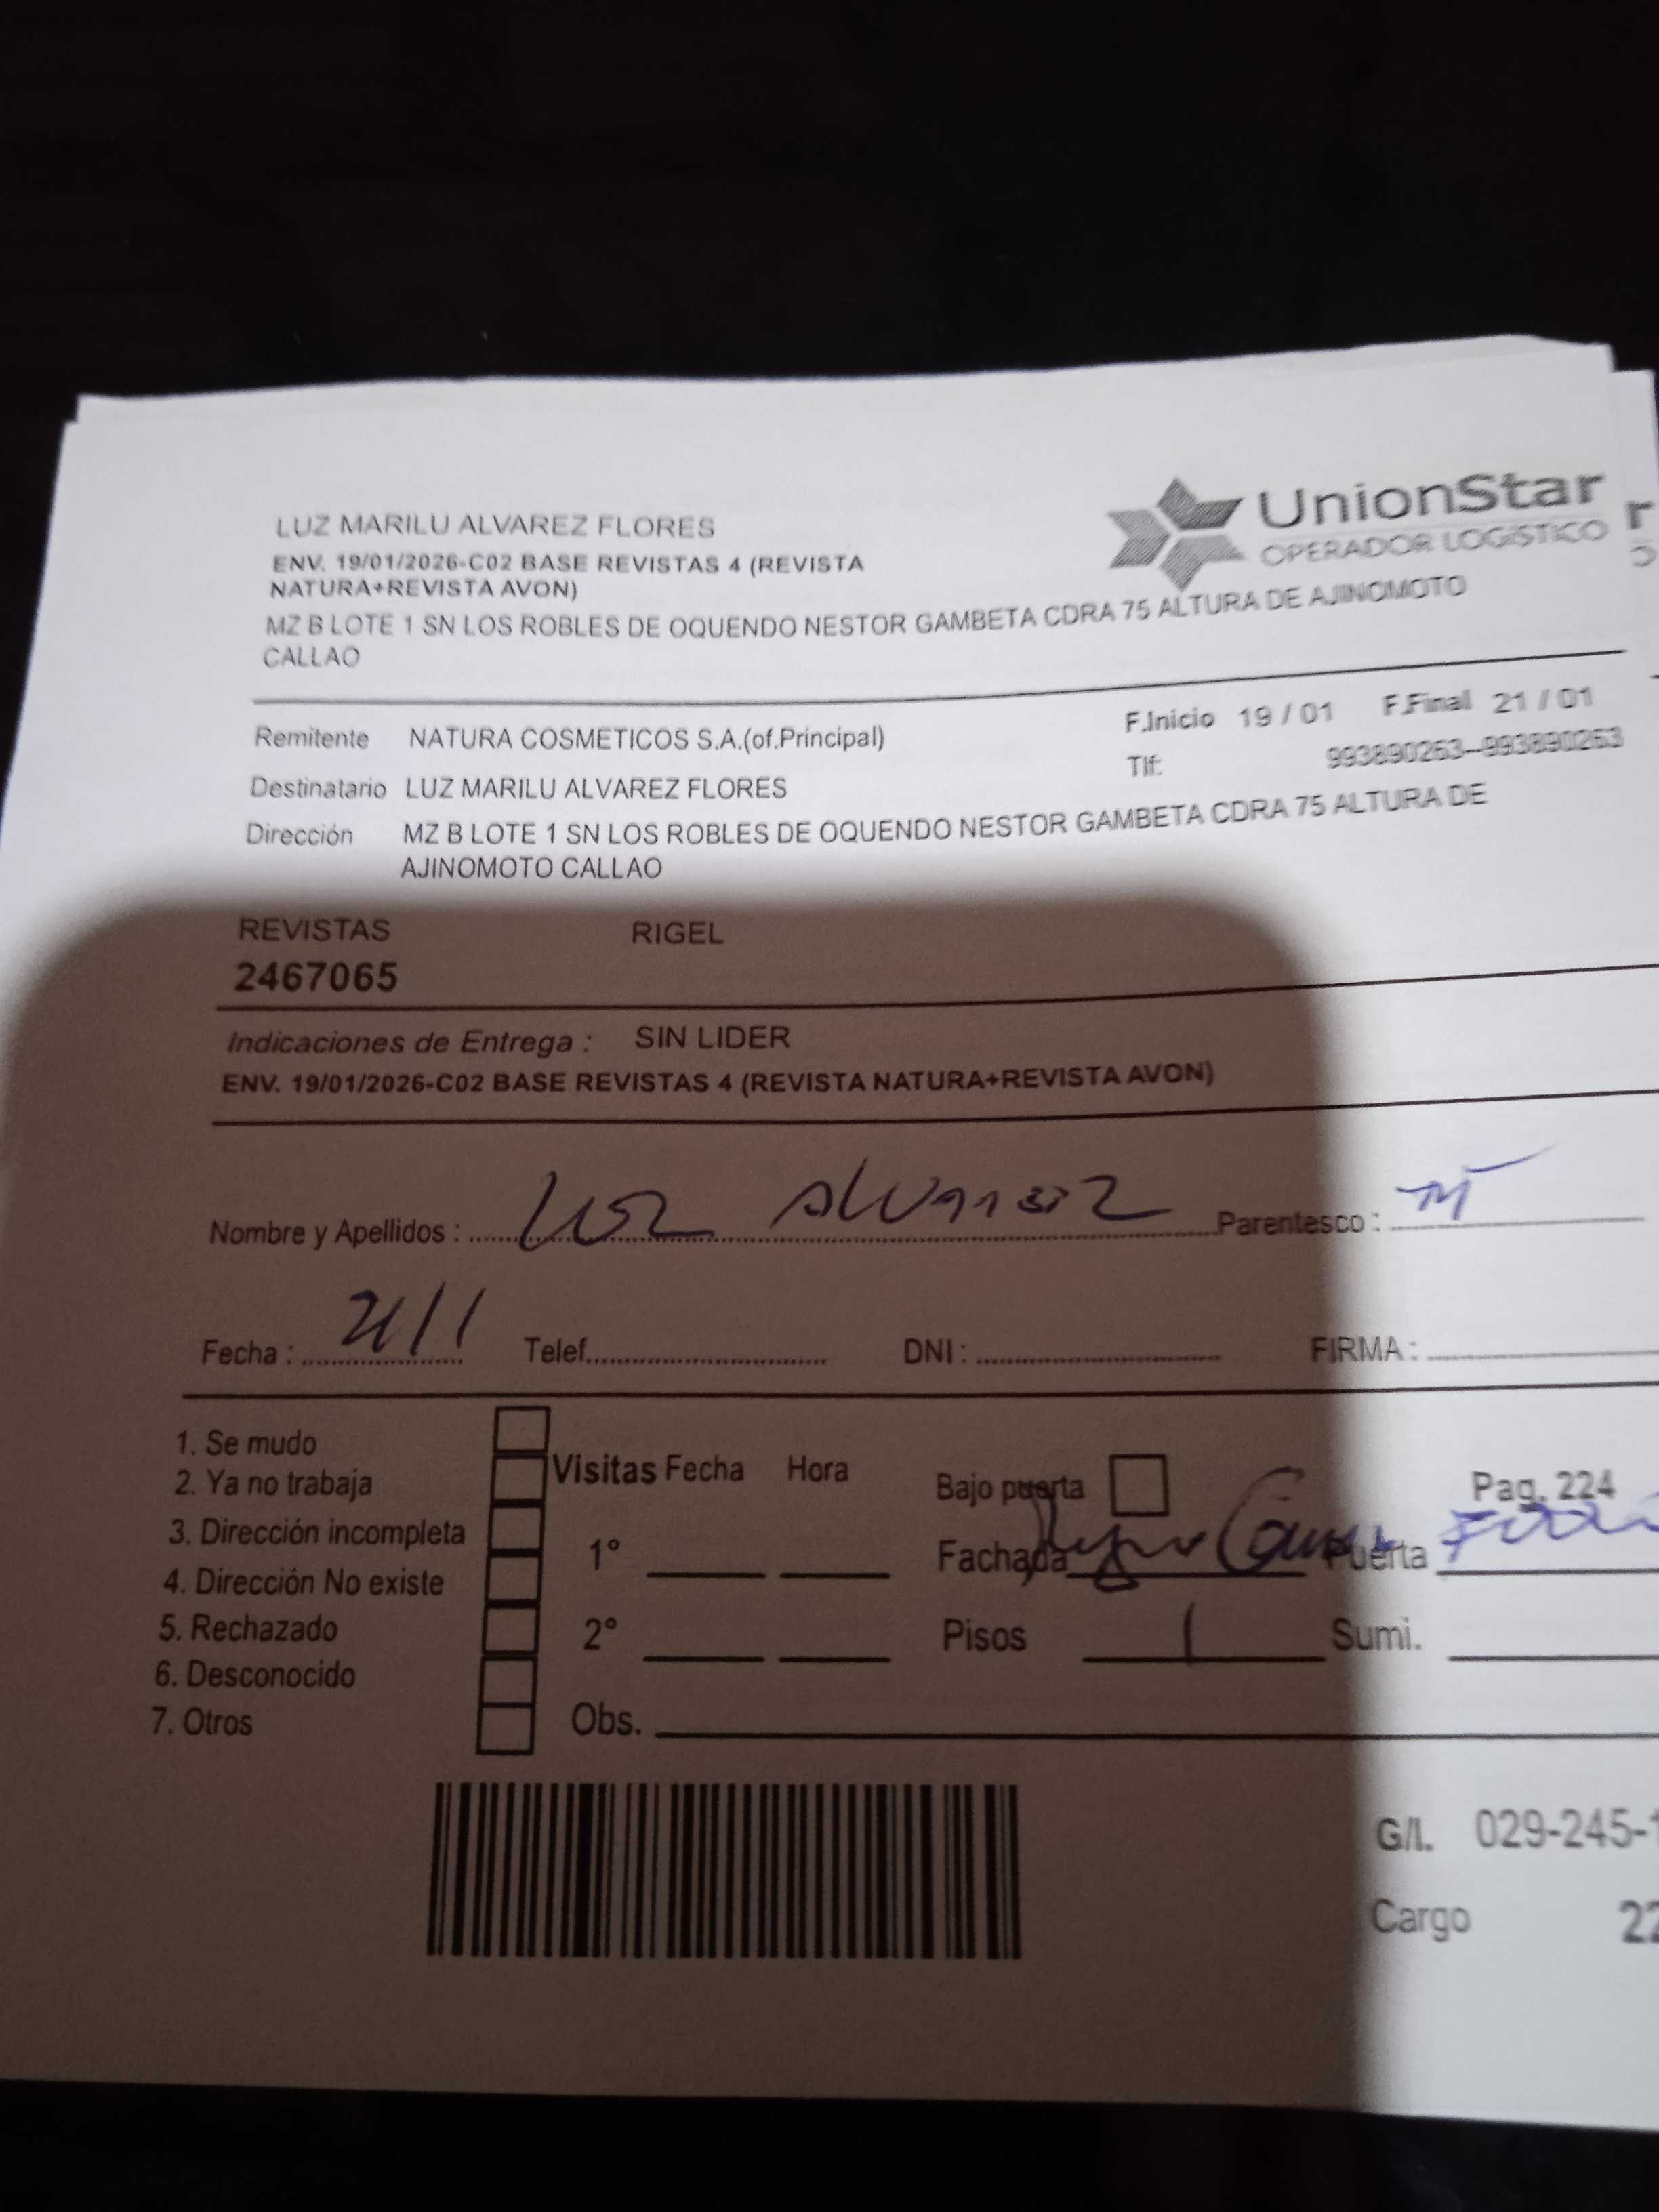 LUZ MARILU ALVAREZ FLORES
UnionStar
OPERADOR LOGISTICO
ENV. 19/01/2026-C02 BASE REVISTAS 4 (REVISTA
NATURA+REVISTA AVON)
MZ B LOTE 1 SN LOS ROBLES DE OQUENDO NESTOR GAMBETA CDRA 75 ALTURA DE AJINOMOTO
CALLAO
Remitente NATURA COSMETICOS S.A.(of.Principal) F.Inicio 19 / 01 F.Final 21 / 01
Destinatario LUZ MARILU ALVAREZ FLORES Tlf: 993890263--993890263
Dirección MZ B LOTE 1 SN LOS ROBLES DE OQUENDO NESTOR GAMBETA CDRA 75 ALTURA DE
AJINOMOTO CALLAO
REVISTAS RIGEL
2467065
Indicaciones de Entrega : SIN LIDER
ENV. 19/01/2026-C02 BASE REVISTAS 4 (REVISTA NATURA+REVISTA AVON)
Nombre y Apellidos : Luz Alvarez Parentesco :
Fecha : 21/1 Telef. DNI : FIRMA :
1. Se mudo
2. Ya no trabaja
3. Dirección incompleta
4. Dirección No existe
5. Rechazado
6. Desconocido
7. Otros
Visitas Fecha Hora
1°
2°
Obs.
Bajo puerta Pag. 224
Fachada Puerta
Pisos 1 Sumi.
G/I. 029-245-
Cargo 22